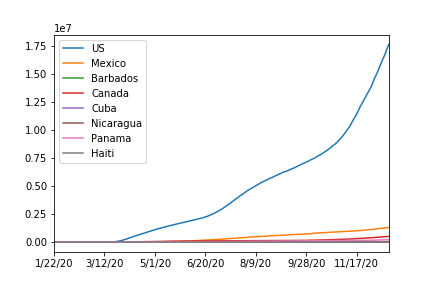 1e7
1.75
1.50
1.25
1.00
0.75
0.50
0.25
0.00
US
Mexico
Barbados
Canada
Cuba
Nicaragua
Panama
Haiti
1/22/20 3/12/20 5/1/20 6/20/20 8/9/20 9/28/20 11/17/20